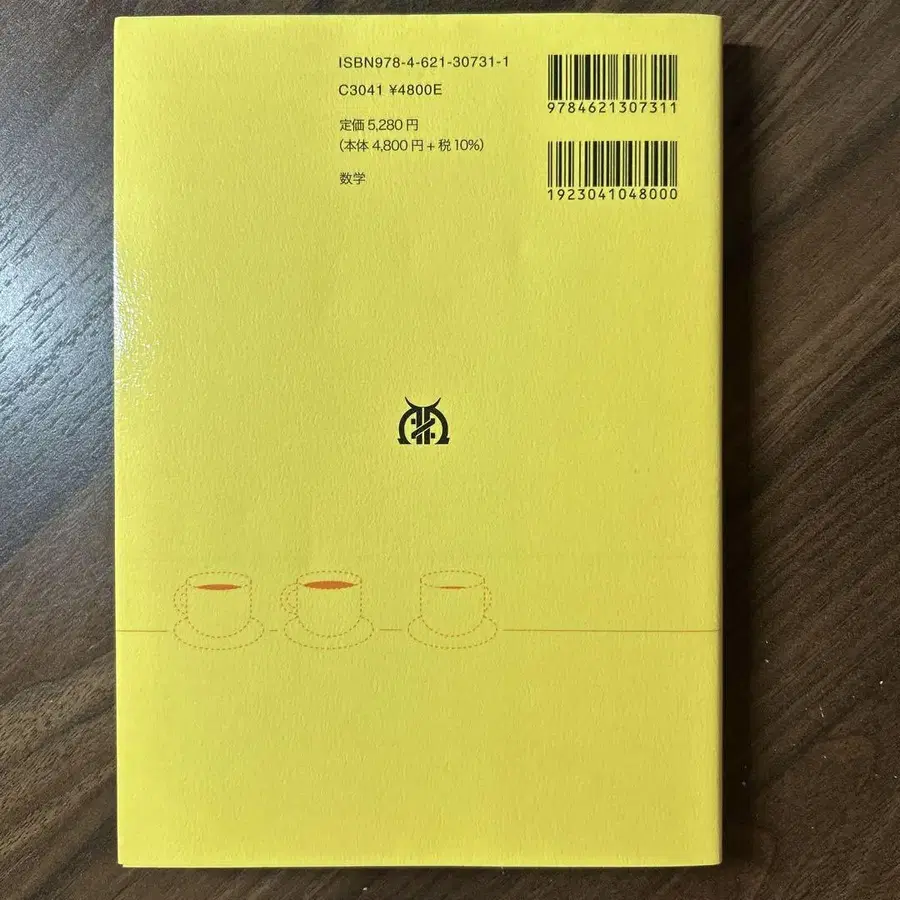 ISBN978-4-621-30731-1
C3041 ¥4800E
定価 5,280 円
(本体 4,800 円 + 税 10%)
数学
9784621307311
1923041048000